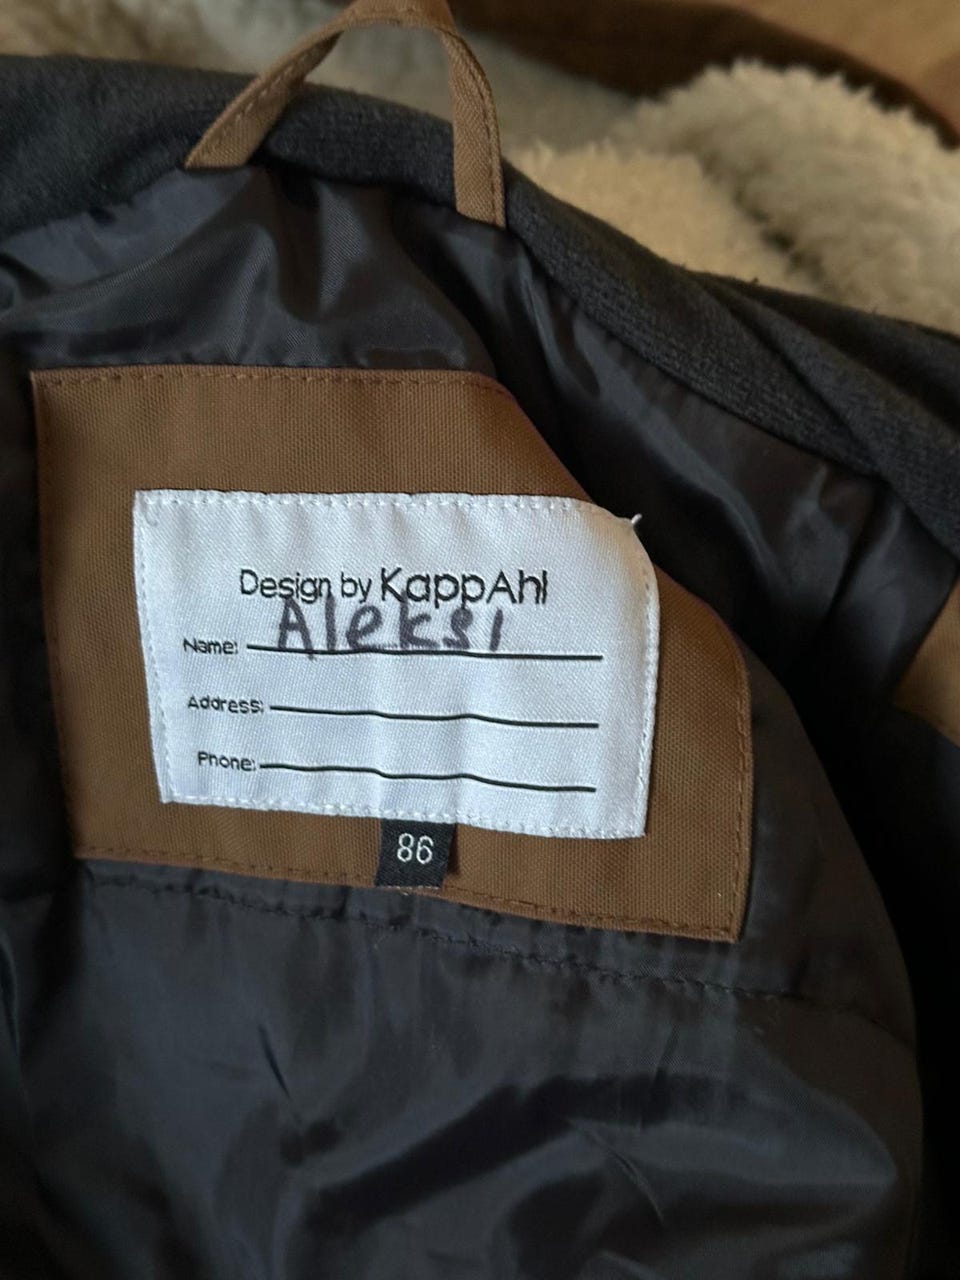 Design by KappAhl
Name: Aleksi
Address:
Phone:
86